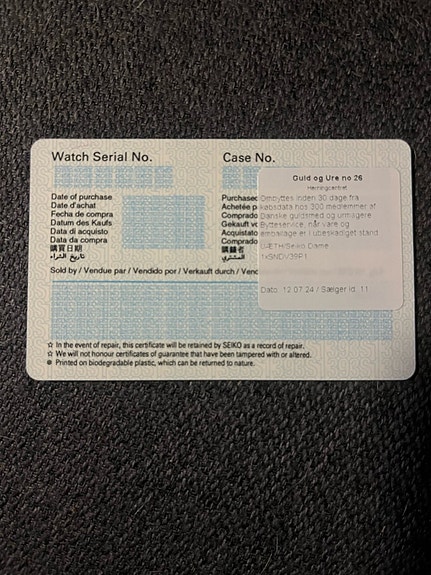 Watch Serial No.
Case No.
Date of purchase
Date d'achat
Fecha de compra
Datum des Kaufs
Data di acquisto
Data da compra
購買日期
تاريخ الشراء
Purchased
Achetée p
Comprado
Gekauft vo
Acquistato
Comprado
購錶者
المشتري
Sold by / Vendue par / Vendido por / Verkauft durch / Vend
☆ In the event of repair, this certificate will be retained by SEIKO as a record of repair.
☆ We will not honour certificates of guarantee that have been tampered with or altered.
Printed on biodegradable plastic, which can be returned to nature.
Guld og Ure no 26
Herningcentret
Ombyttes inden 30 dage fra
købsdato hos 300 medlemmer af
Danske guldsmed og urmagere
Bytteservice, når vare og
emballage er i ubeskadiget stand
Seiko Dame
1xSNDV39P1
Dato: 12.07.24 / Sælger id: 11